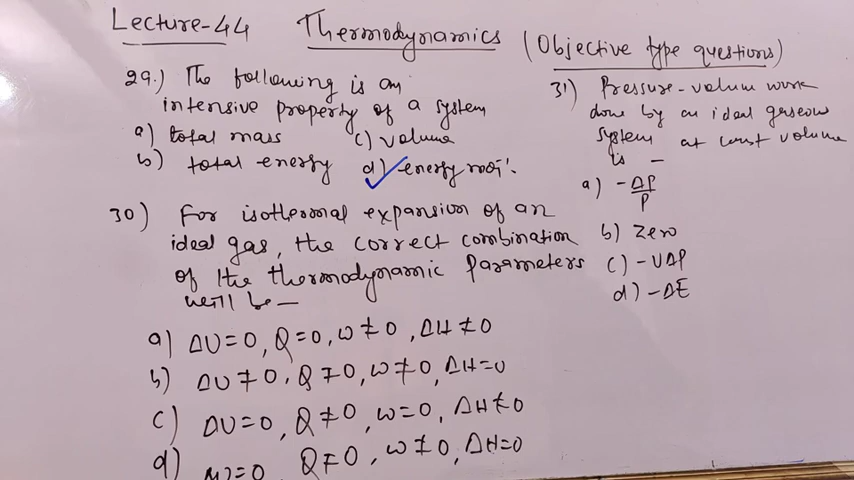 Lecture-44 Thermodynamics (Objective type questions)
29.) The following is an
intensive property of a system
a) total mass c) volume
b) total energy d) energy mol⁻¹.
30) For isothermal expansion of an
ideal gas, the correct combination
of the thermodynamic parameters
will be —
a) ΔU=0, Q=0, w≠0, ΔH≠0
b) ΔU≠0, Q≠0, w≠0, ΔH=0
c) ΔU=0, Q≠0, w=0, ΔH≠0
d) ΔU=0, Q≠0, w≠0, ΔH=0
31) Pressure-volume work
done by an ideal gaseous
system at const volume
is —
a) -ΔP/P
b) Zero
c) -VΔP
d) -ΔE